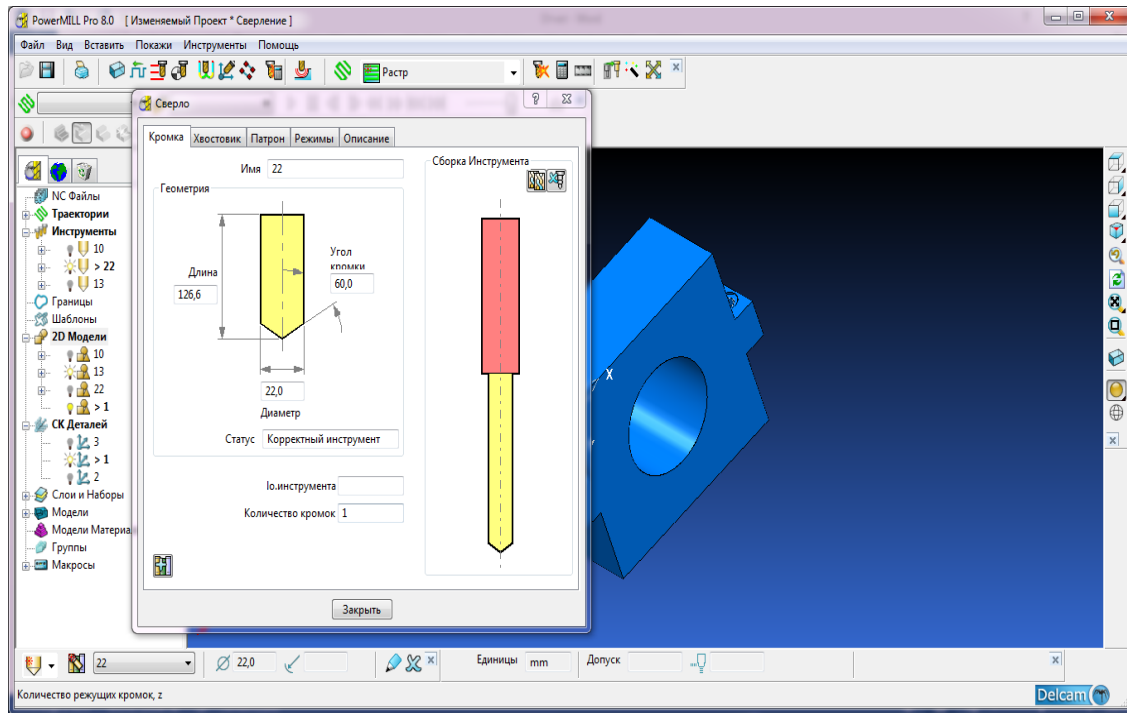 PowerMILL Pro 8.0 [ Изменяемый Проект * Сверление ]
Файл Вид Вставить Покажи Инструменты Помощь
Растр
Сверло
Кромка Хвостовик Патрон Режимы Описание
Имя 22
Геометрия
Длина
126,6
Угол
кромки
60,0
22,0
Диаметр
Статус Корректный инструмент
Iо.инструмента
Количество кромок 1
Сборка Инструмента
Закрыть
NC Файлы
Траектории
Инструменты
10
> 22
13
Границы
Шаблоны
2D Модели
10
13
22
> 1
СК Деталей
3
> 1
2
Слои и Наборы
Модели
Модели Материа
Группы
Макросы
X
22 22,0 Единицы mm Допуск
Количество режущих кромок, z
Delcam